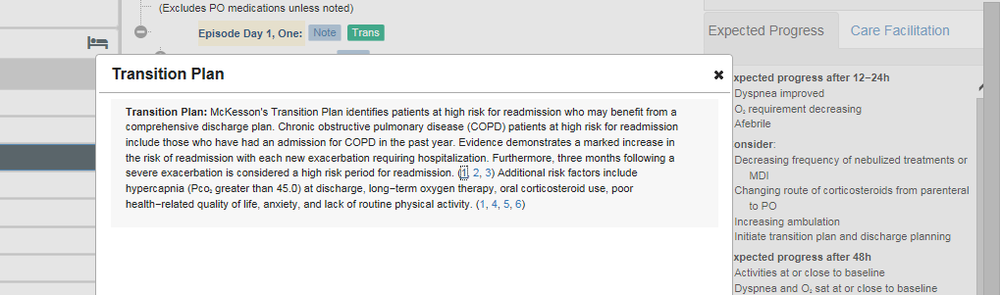 (Excludes PO medications unless noted)
Episode Day 1, One: Note Trans
Transition Plan
Transition Plan: McKesson's Transition Plan identifies patients at high risk for readmission who may benefit from a
comprehensive discharge plan. Chronic obstructive pulmonary disease (COPD) patients at high risk for readmission
include those who have had an admission for COPD in the past year. Evidence demonstrates a marked increase in
the risk of readmission with each new exacerbation requiring hospitalization. Furthermore, three months following a
severe exacerbation is considered a high risk period for readmission. (1, 2, 3) Additional risk factors include
hypercapnia (Pco₂ greater than 45.0) at discharge, long-term oxygen therapy, oral corticosteroid use, poor
health-related quality of life, anxiety, and lack of routine physical activity. (1, 4, 5, 6)
Expected Progress Care Facilitation
xpected progress after 12-24h
Dyspnea improved
O₂ requirement decreasing
Afebrile
onsider:
Decreasing frequency of nebulized treatments or
MDI
Changing route of corticosteroids from parenteral
to PO
Increasing ambulation
Initiate transition plan and discharge planning
xpected progress after 48h
Activities at or close to baseline
Dyspnea and O₂ sat at or close to baseline